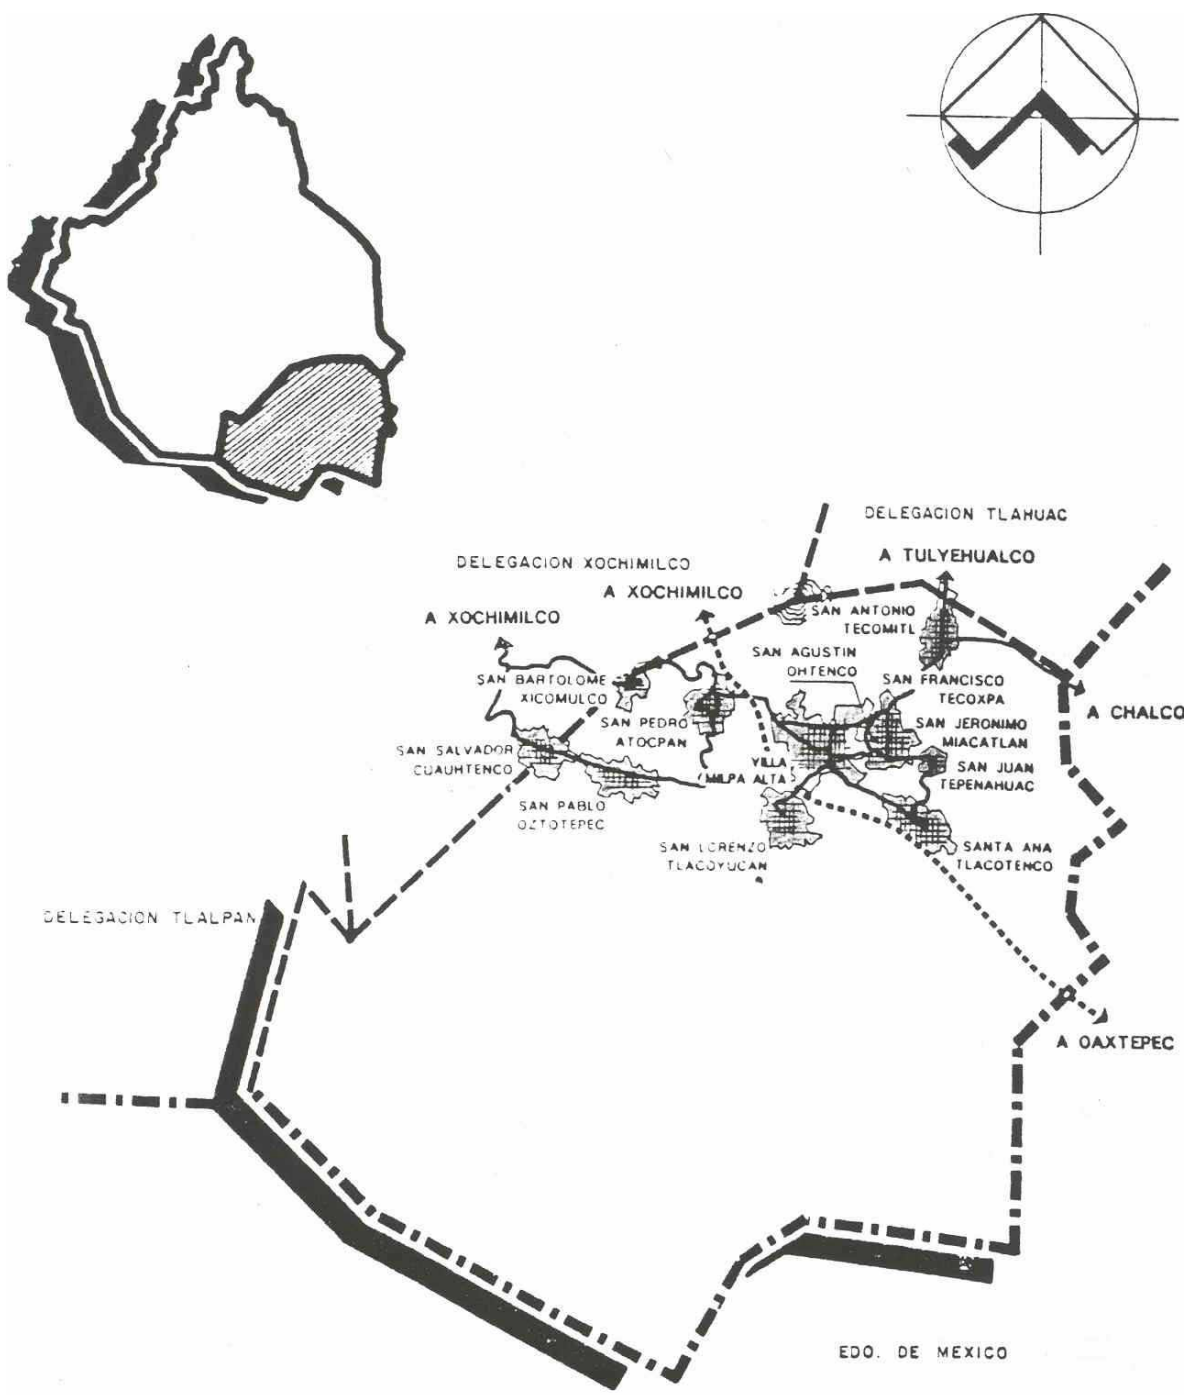 DELEGACION TLAHUAC
DELEGACION XOCHIMILCO
A TULYEHUALCO
A XOCHIMILCO
A XOCHIMILCO
SAN ANTONIO
TECOMITL
SAN AGUSTIN
OHTENCO
SAN BARTOLOME
XICOMULCO
SAN FRANCISCO
TECOXPA
SAN PEDRO
ATOCPAN
A CHALCO
SAN JERONIMO
MIACATLAN
SAN SALVADOR
CUAUHTENCO
VILLA
MILPA ALTA
SAN JUAN
TEPENAHUAC
SAN PABLO
OZTOTEPEC
SAN LORENZO
TLACOYUCAN
SANTA ANA
TLACOTENCO
DELEGACION TLALPAN
A OAXTEPEC
EDO. DE MEXICO